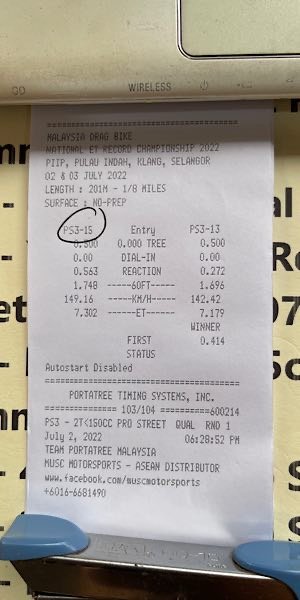 WIRELESS
MALAYSIA DRAG BIKE
NATIONAL ET RECORD CHAMPIONSHIP 2022
PIIP, PULAU INDAH, KLANG, SELANGOR
02 & 03 JULY 2022
LENGTH : 201M - 1/8 MILES
SURFACE : NO-PREP
PS3-15 Entry PS3-13
0.500 0.000 TREE 0.500
0.00 DIAL-IN 0.00
0.563 REACTION 0.272
1.748 -----60FT----- 1.696
149.16 -----KM/H---- 142.42
7.302 ------ET------ 7.179
WINNER
FIRST 0.414
STATUS
Autostart Disabled
PORTATREE TIMING SYSTEMS, INC.
============= 103/104 ==========600214
PS3 - 2T<150CC PRO STREET QUAL RND 1
July 2, 2022 06:28:52 PM
TEAM PORTATREE MALAYSIA
MUSC MOTORSPORTS - ASEAN DISTRIBUTOR
www.facebook.com/muscmotorsports
+6016-6681490